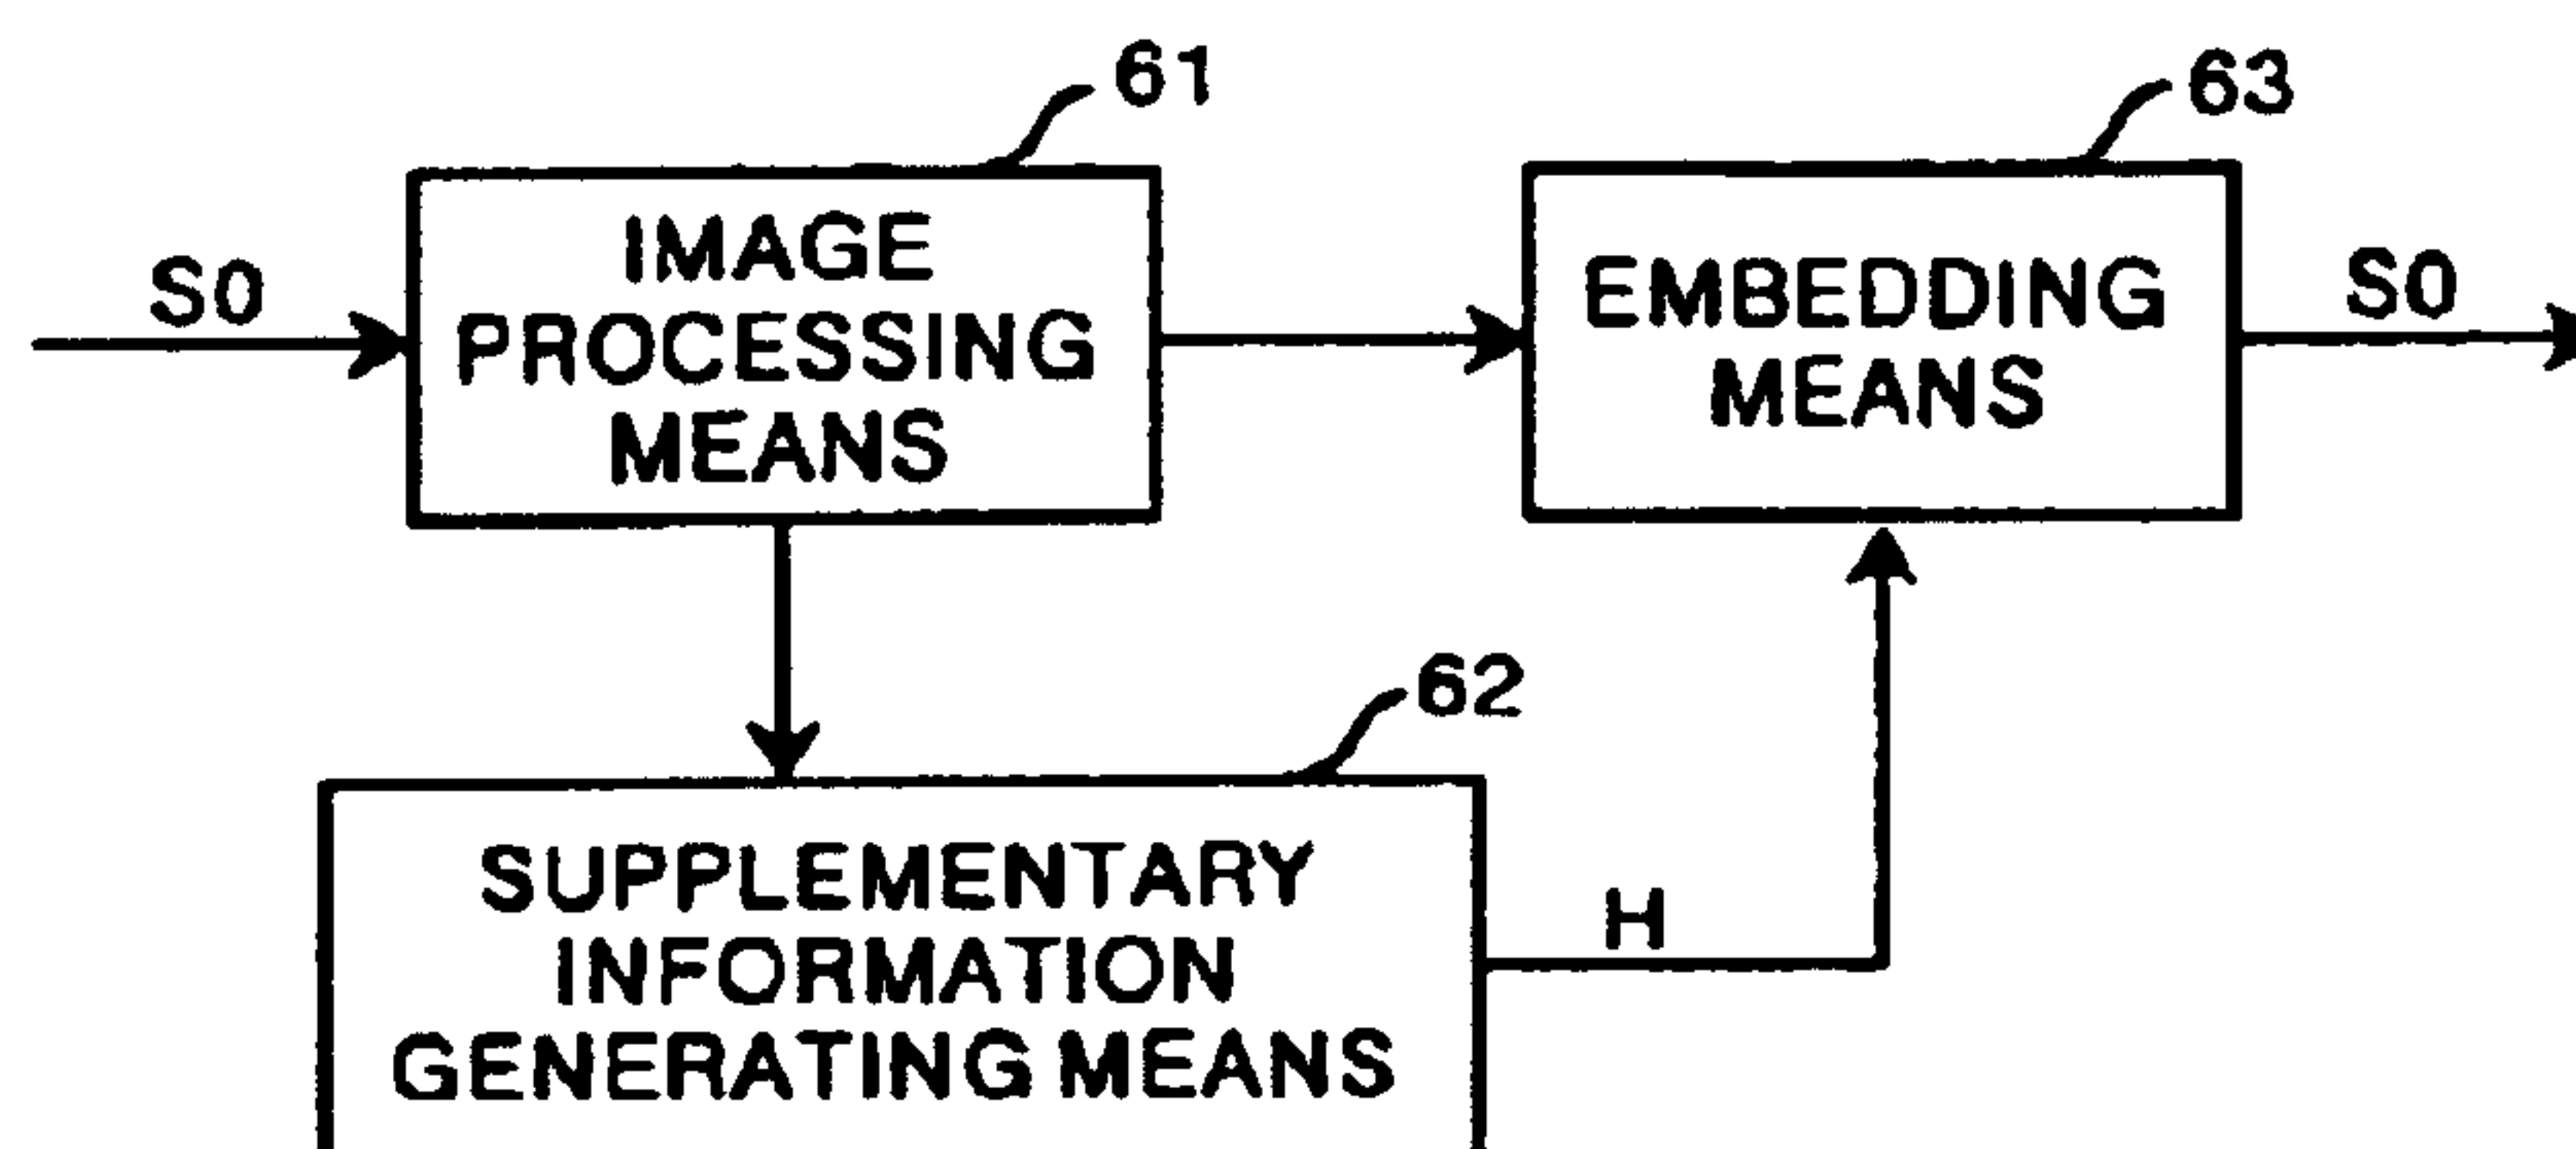 61
63
S0
IMAGE
PROCESSING
MEANS
EMBEDDING
MEANS
S0
62
SUPPLEMENTARY
INFORMATION
GENERATING MEANS
H